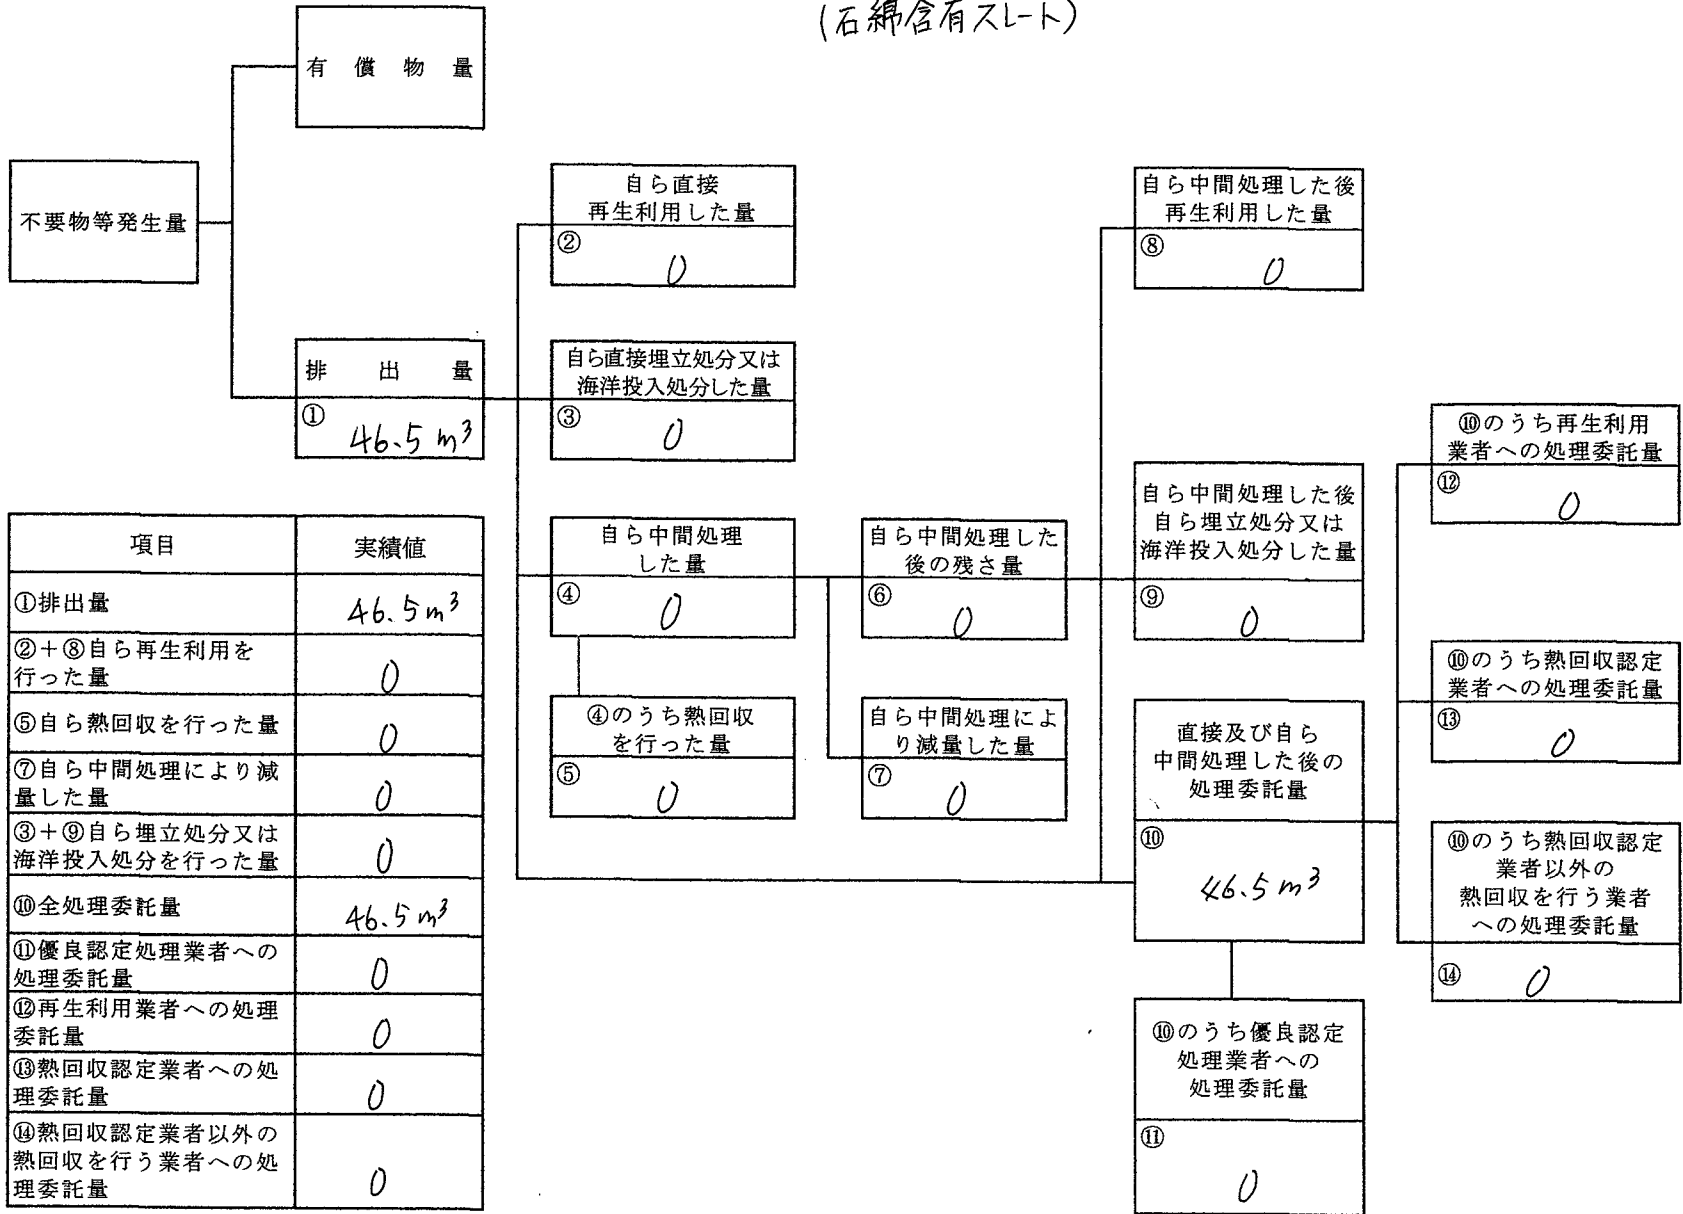 (石綿含有スレート)
有償物量
不要物等発生量
排出量
①
46.5 m³
自ら直接
再生利用した量
②
0
自ら直接埋立処分又は
海洋投入処分した量
③
0
自ら中間処理
した量
④
0
④のうち熱回収
を行った量
⑤
0
自ら中間処理した
後の残さ量
⑥
0
自ら中間処理によ
り減量した量
⑦
0
自ら中間処理した後
再生利用した量
⑧
0
自ら中間処理した後
自ら埋立処分又は
海洋投入処分した量
⑨
0
直接及び自ら
中間処理した後の
処理委託量
⑩
46.5 m³
⑩のうち優良認定
処理業者への
処理委託量
⑪
0
⑩のうち再生利用
業者への処理委託量
⑫
0
⑩のうち熱回収認定
業者への処理委託量
⑬
0
⑩のうち熱回収認定
業者以外の
熱回収を行う業者
への処理委託量
⑭
0
項目 実績値
①排出量 46.5 m³
②+⑧自ら再生利用を
行った量 0
⑤自ら熱回収を行った量 0
⑦自ら中間処理により減
量した量 0
③+⑨自ら埋立処分又は
海洋投入処分を行った量 0
⑩全処理委託量 46.5 m³
⑪優良認定処理業者への
処理委託量 0
⑫再生利用業者への処理
委託量 0
⑬熱回収認定業者への処
理委託量 0
⑭熱回収認定業者以外の
熱回収を行う業者への処
理委託量 0